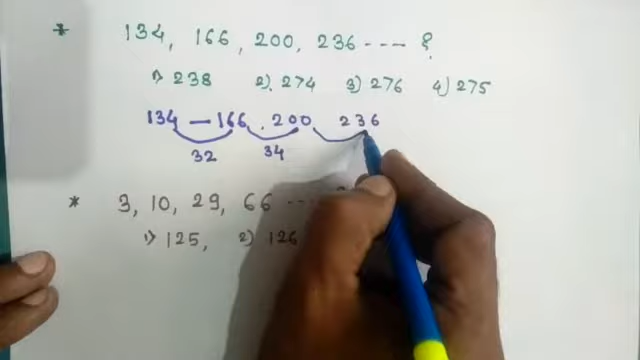 * 134, 166, 200, 236 ---- ?
1) 238 2) 274 3) 276 4) 275
134 — 166 . 200 236
32 34
* 3, 10, 29, 66 ---
1) 125, 2) 126